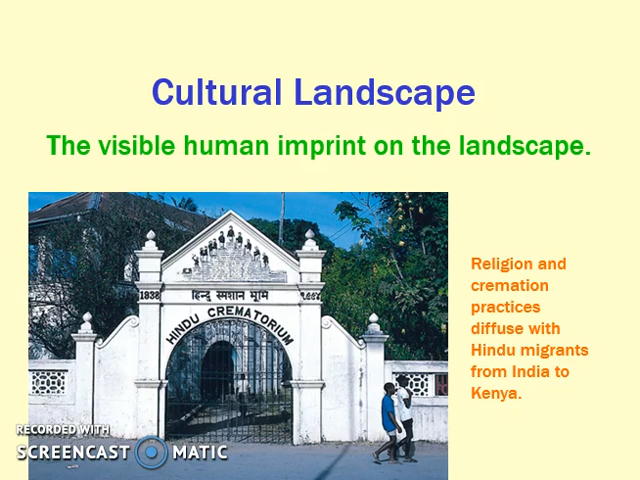 Cultural Landscape
The visible human imprint on the landscape.
1938
हिन्दु स्मशान भूमि
HINDU CREMATORIUM
Religion and
cremation
practices
diffuse with
Hindu migrants
from India to
Kenya.
RECORDED WITH
SCREENCAST MATIC